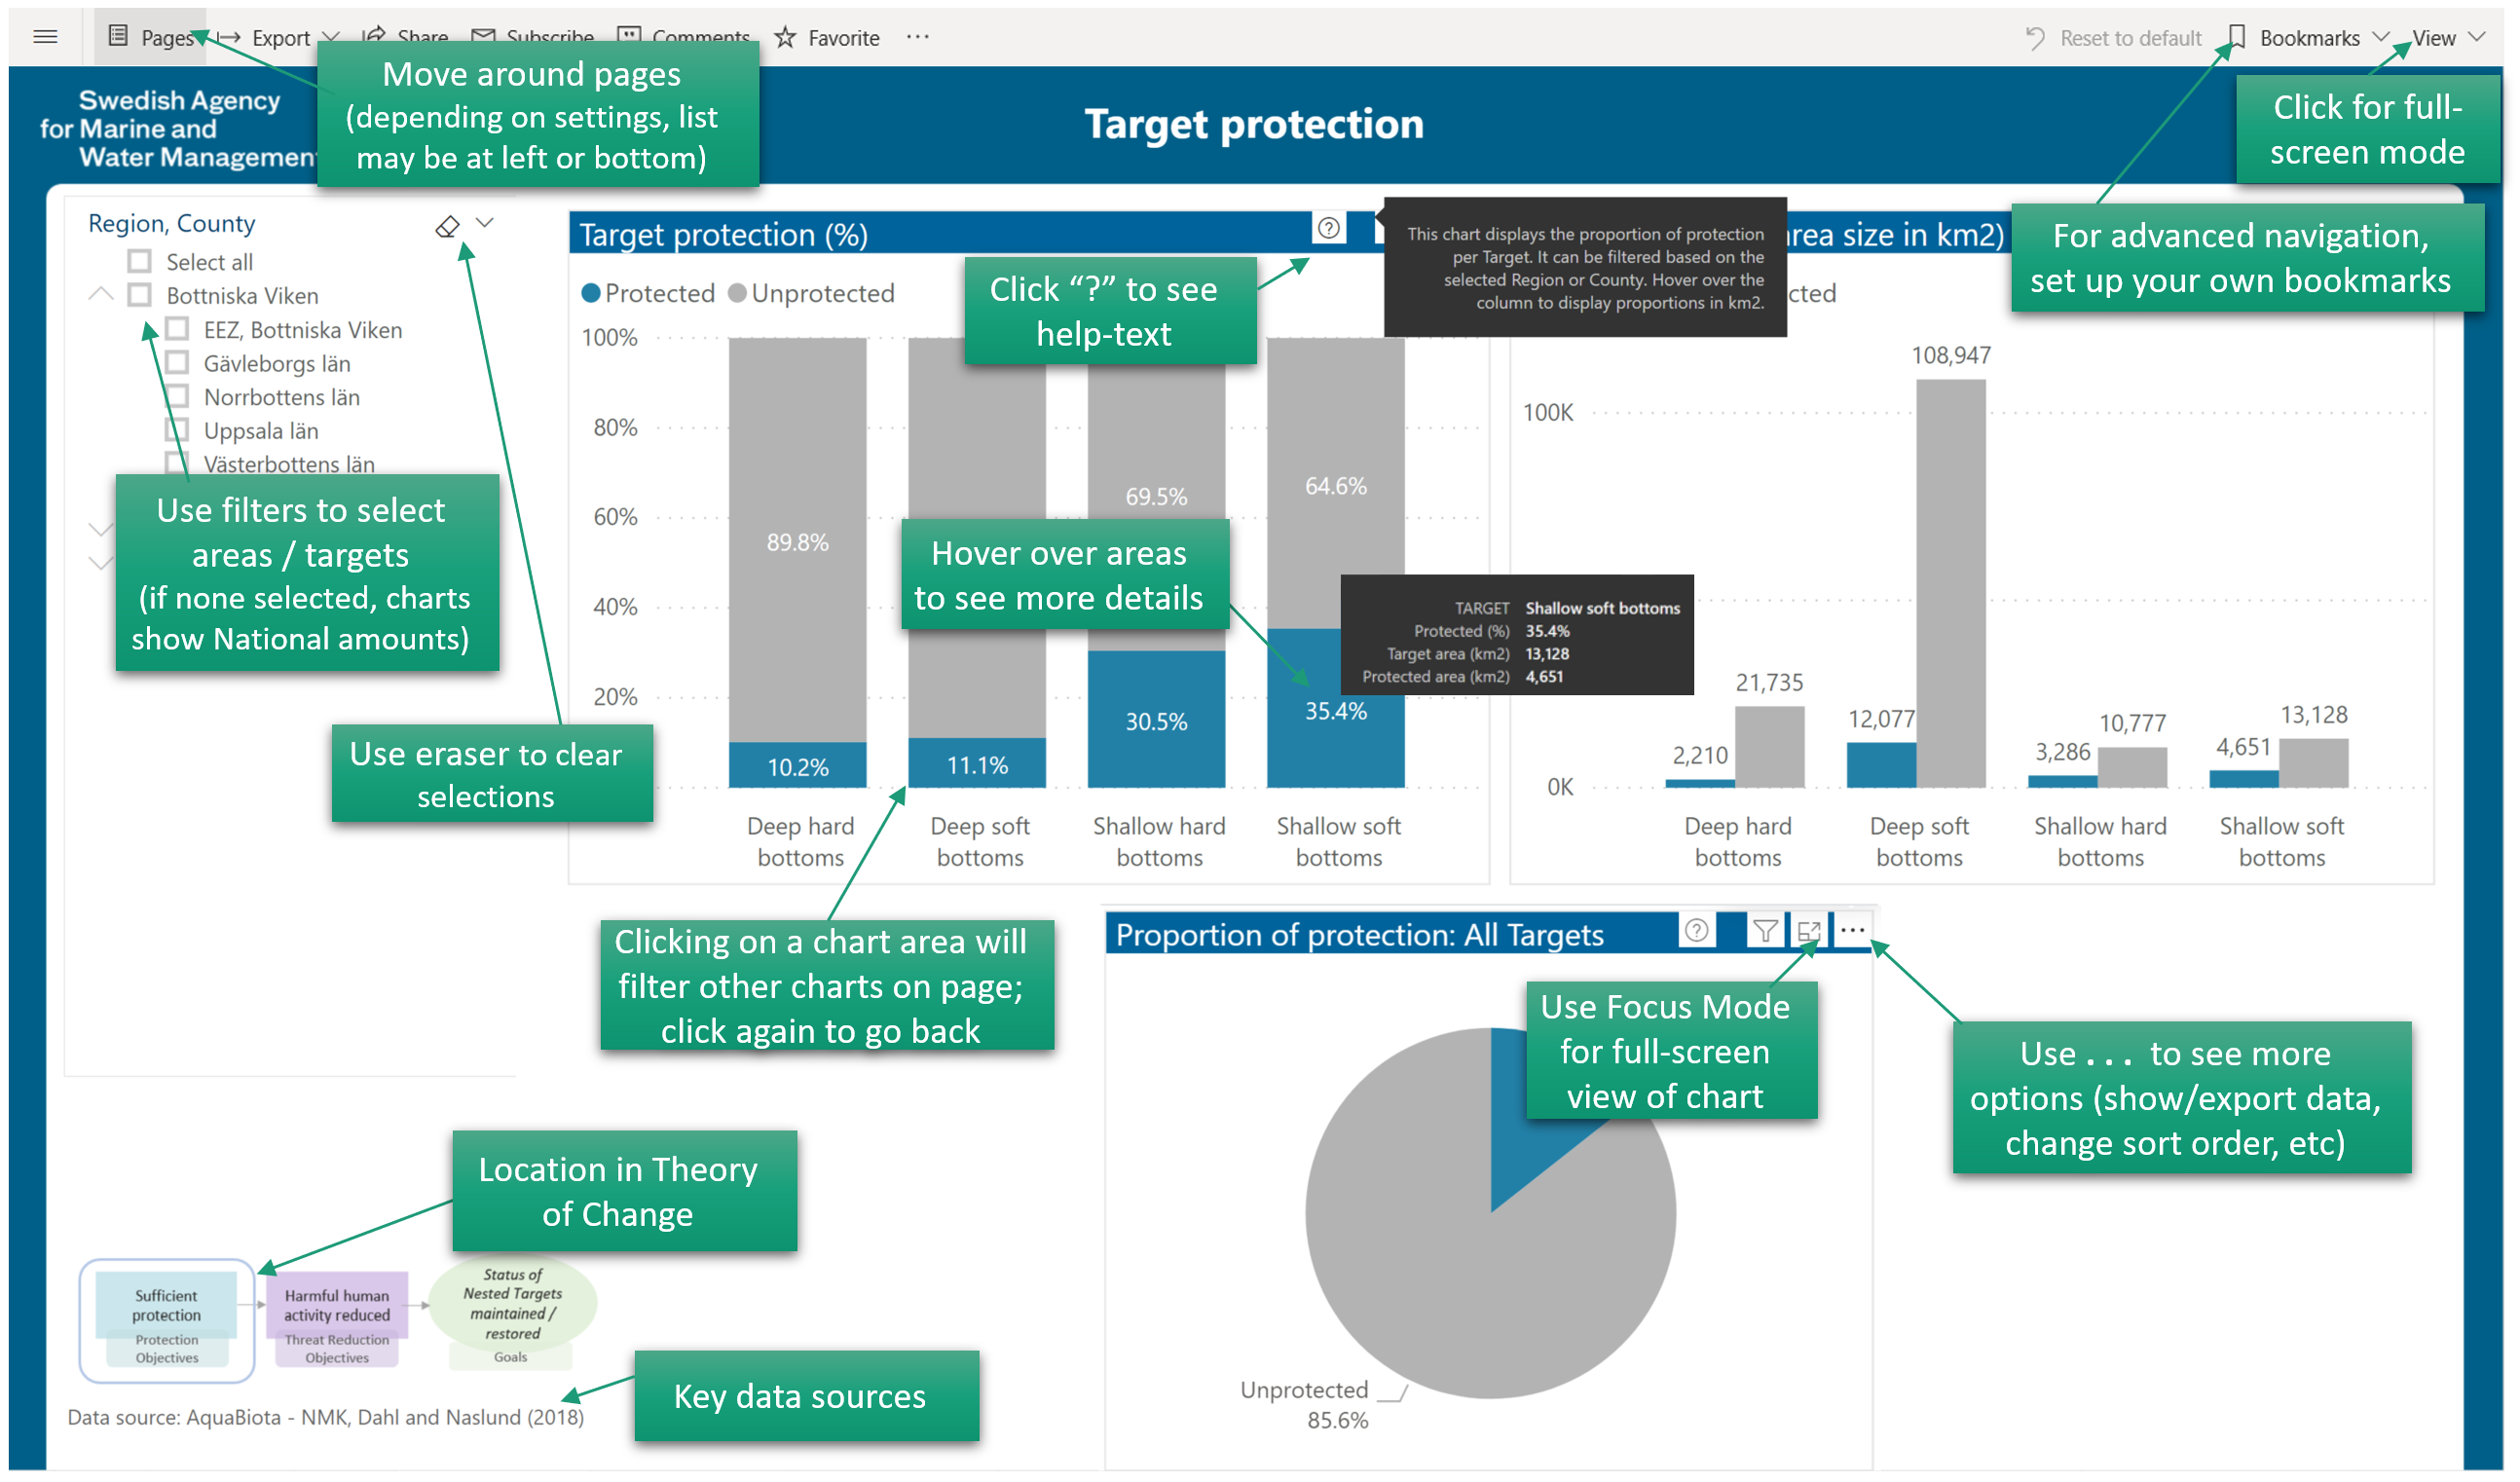 Pages
Export
Share
Subscribe
Comments
Favorite
Reset to default
Bookmarks
View
Move around pages
(depending on settings, list
may be at left or bottom)
Click for full-
screen mode
Swedish Agency
for Marine and
Water Management
Target protection
For advanced navigation,
set up your own bookmarks
Region, County
Select all
Bottniska Viken
EEZ, Bottniska Viken
Gävleborgs län
Norrbottens län
Uppsala län
Västerbottens län
Use filters to select
areas / targets
(if none selected, charts
show National amounts)
Use eraser to clear
selections
Target protection (%)
?
Protected
Unprotected
Click “?” to see
help-text
This chart displays the proportion of protection
per Target. It can be filtered based on the
selected Region or County. Hover over the
column to display proportions in km2.
100%
80%
60%
40%
20%
89.8%
69.5%
64.6%
10.2%
11.1%
30.5%
35.4%
Hover over areas
to see more details
TARGET Shallow soft bottoms
Protected (%) 35.4%
Target area (km2) 13,128
Protected area (km2) 4,651
Deep hard
bottoms
Deep soft
bottoms
Shallow hard
bottoms
Shallow soft
bottoms
area size in km2)
100K
0K
108,947
21,735
12,077
2,210
3,286
10,777
4,651
13,128
Deep hard
bottoms
Deep soft
bottoms
Shallow hard
bottoms
Shallow soft
bottoms
Clicking on a chart area will
filter other charts on page;
click again to go back
Proportion of protection: All Targets
?
Use Focus Mode
for full-screen
view of chart
Use . . . to see more
options (show/export data,
change sort order, etc)
Unprotected
85.6%
Location in Theory
of Change
Sufficient
protection
Protection
Objectives
Harmful human
activity reduced
Threat Reduction
Objectives
Status of
Nested Targets
maintained /
restored
Goals
Key data sources
Data source: AquaBiota - NMK, Dahl and Naslund (2018)